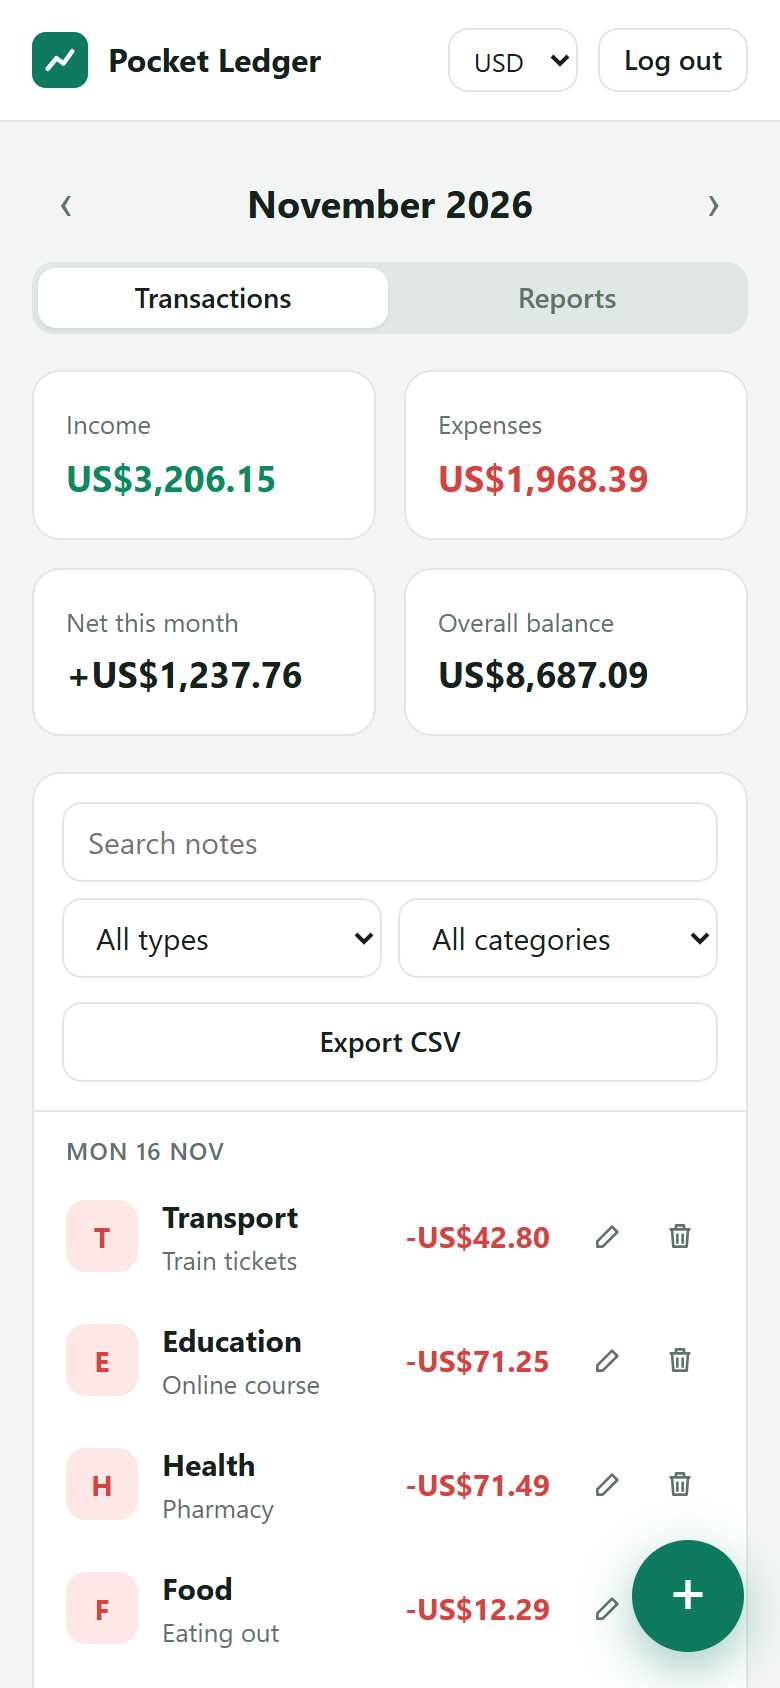 Pocket Ledger
USD
Log out
‹
November 2026
›
Transactions
Reports
Income
US$3,206.15
Expenses
US$1,968.39
Net this month
+US$1,237.76
Overall balance
US$8,687.09
Search notes
All types
All categories
Export CSV
MON 16 NOV
T
Transport
-US$42.80
Train tickets
E
Education
-US$71.25
Online course
H
Health
-US$71.49
Pharmacy
F
Food
-US$12.29
Eating out
+